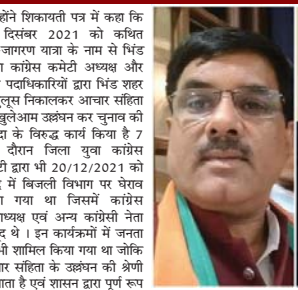 होंने शिकायती पत्र में कहा कि
दिसंबर 2021 को कथित
जागरण यात्रा के नाम से भिंड
कांग्रेस कमेटी अध्यक्ष और
पदाधिकारियों द्वारा भिंड शहर
लूस निकालकर आचार संहिता
खुलेआम उल्लंघन कर चुनाव की
दा के विरुद्ध कार्य किया है 7
दौरान जिला युवा कांग्रेस
टी द्वारा भी 20/12/2021 को
में बिजली विभाग पर घेराव
गया था जिसमें कांग्रेस
ाध्यक्ष एवं अन्य कांग्रेसी नेता
द थे । इन कार्यक्रमों में जनता
भी शामिल किया गया था जोकि
ार संहिता के उल्लंघन की श्रेणी
ाता है एवं शासन द्वारा पूर्ण रूप